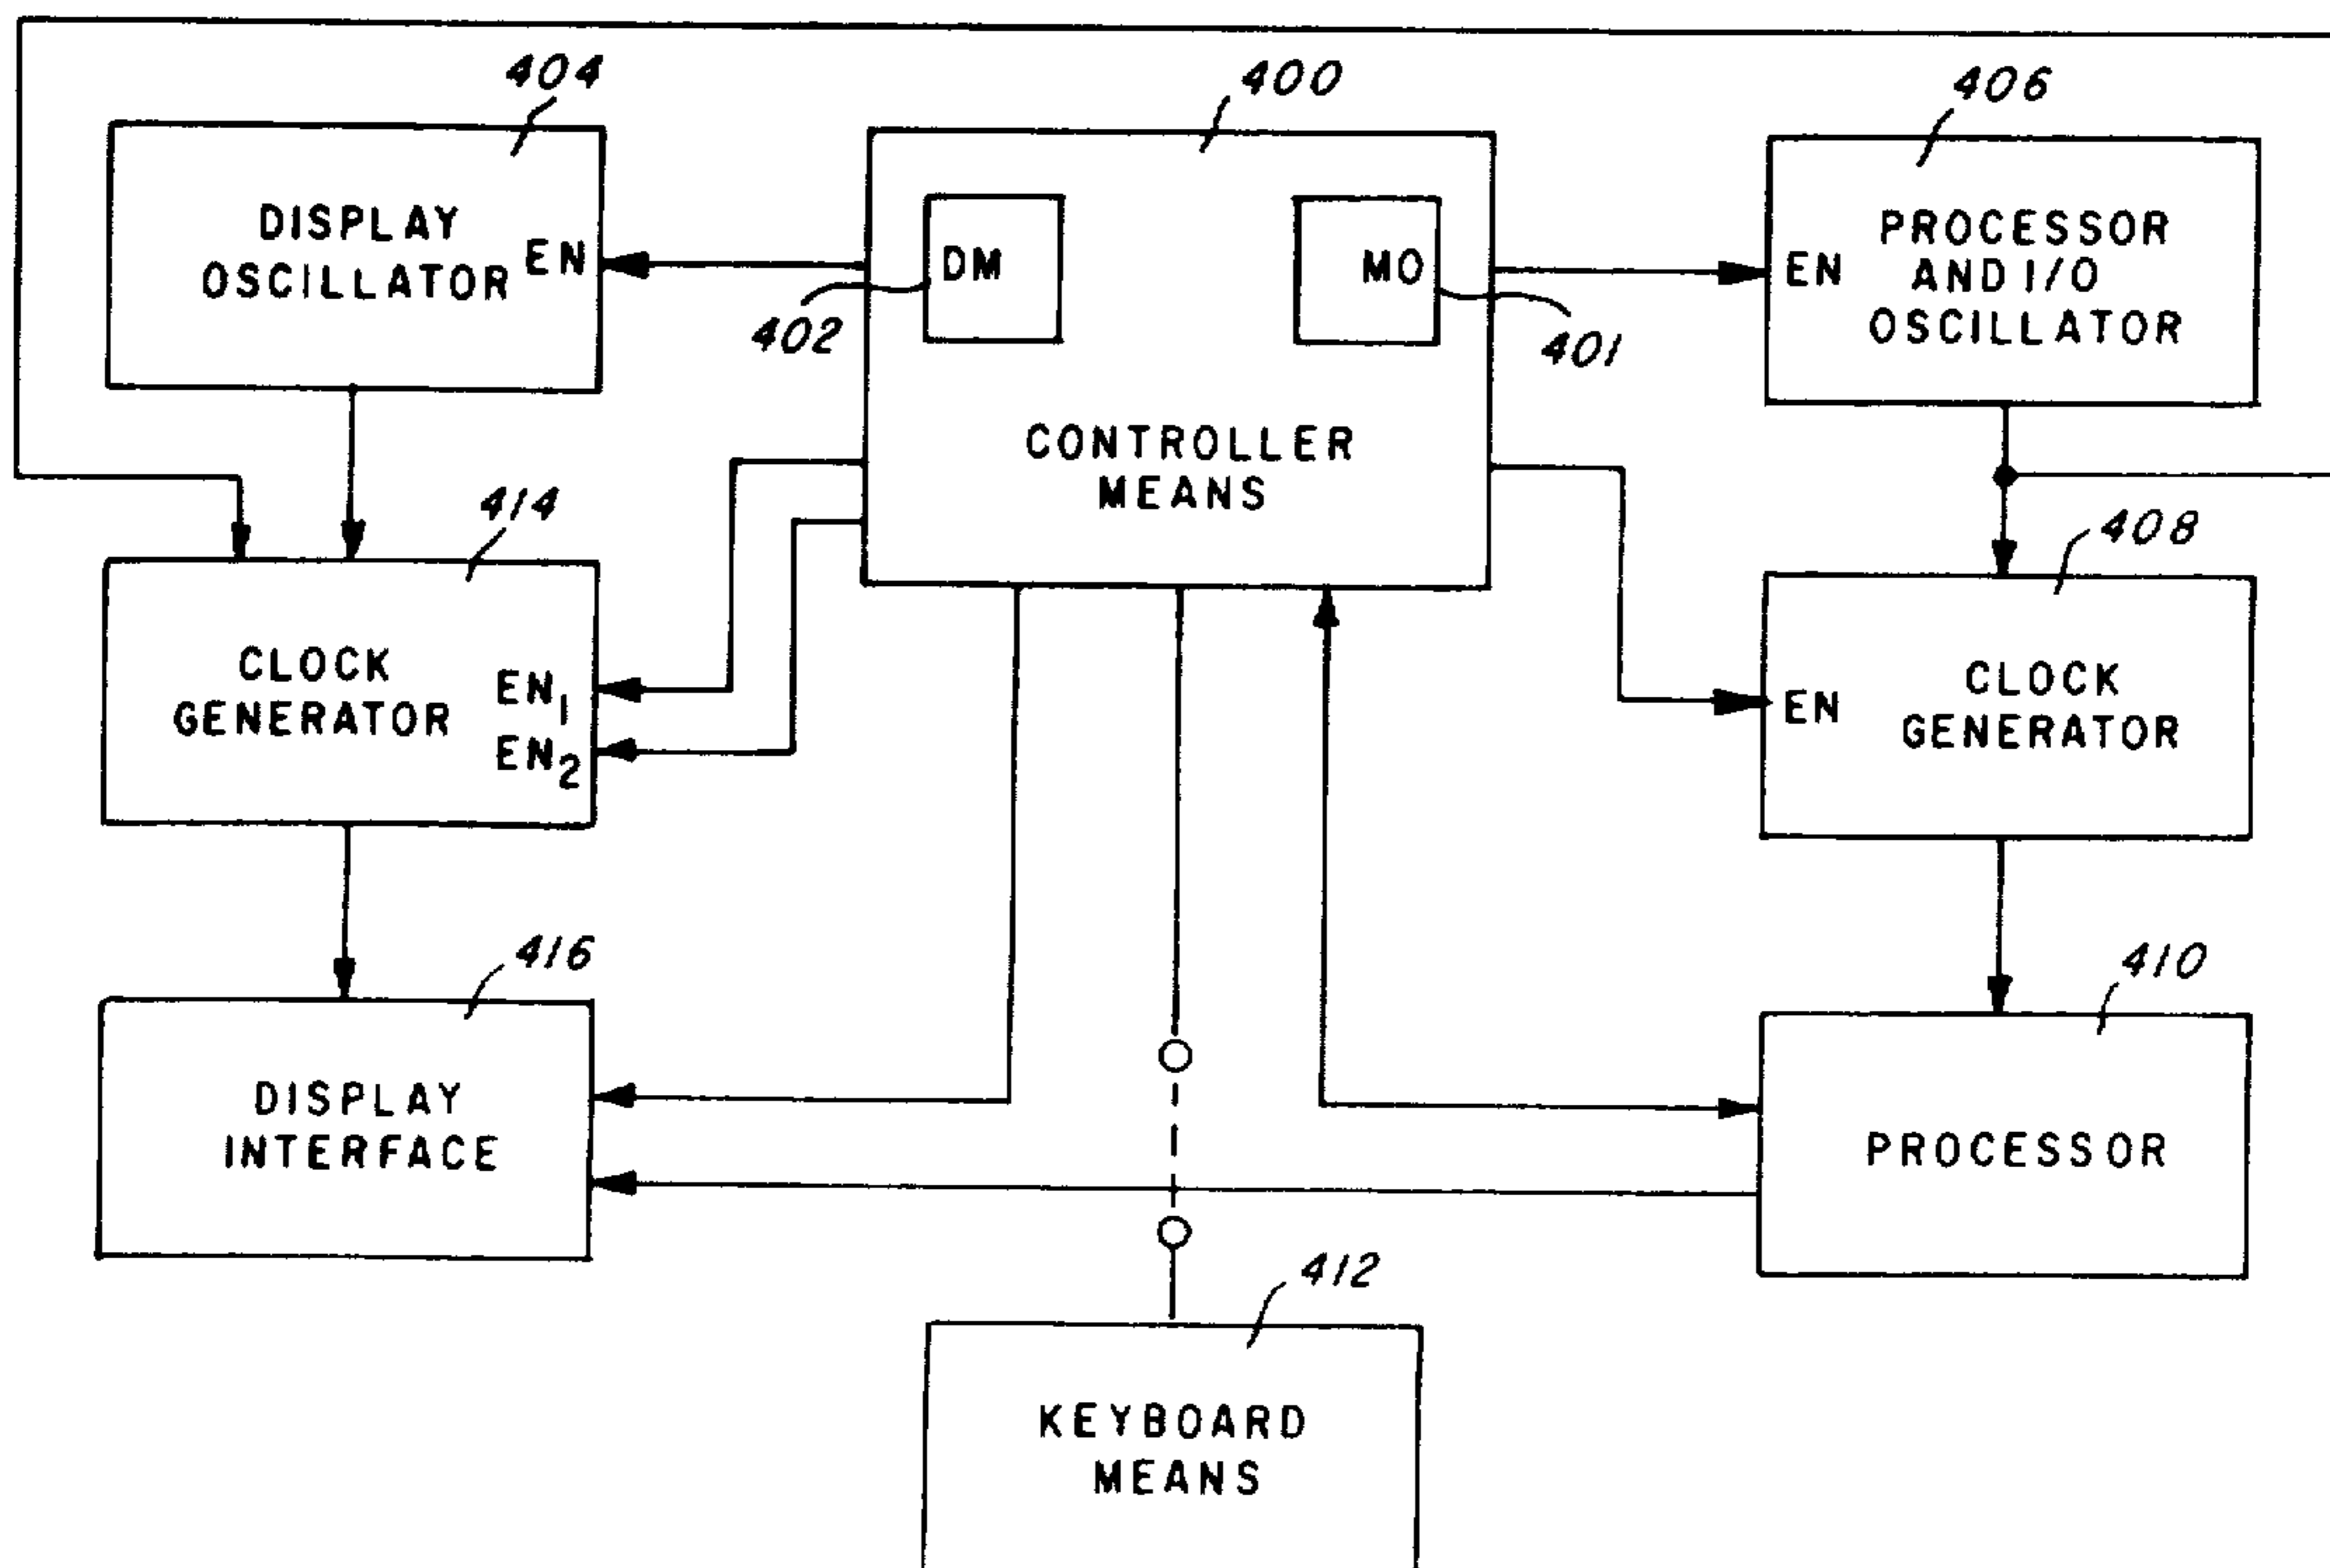 404
400
406
DISPLAY
OSCILLATOR
EN
DM
MO
EN
PROCESSOR
AND I/O
OSCILLATOR
402
401
CONTROLLER
MEANS
414
408
CLOCK
GENERATOR
EN1
EN2
EN
CLOCK
GENERATOR
416
410
DISPLAY
INTERFACE
PROCESSOR
412
KEYBOARD
MEANS